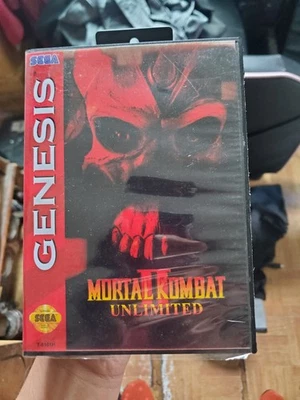 SEGA
GENESIS
II
MORTAL KOMBAT
UNLIMITED
SEGA